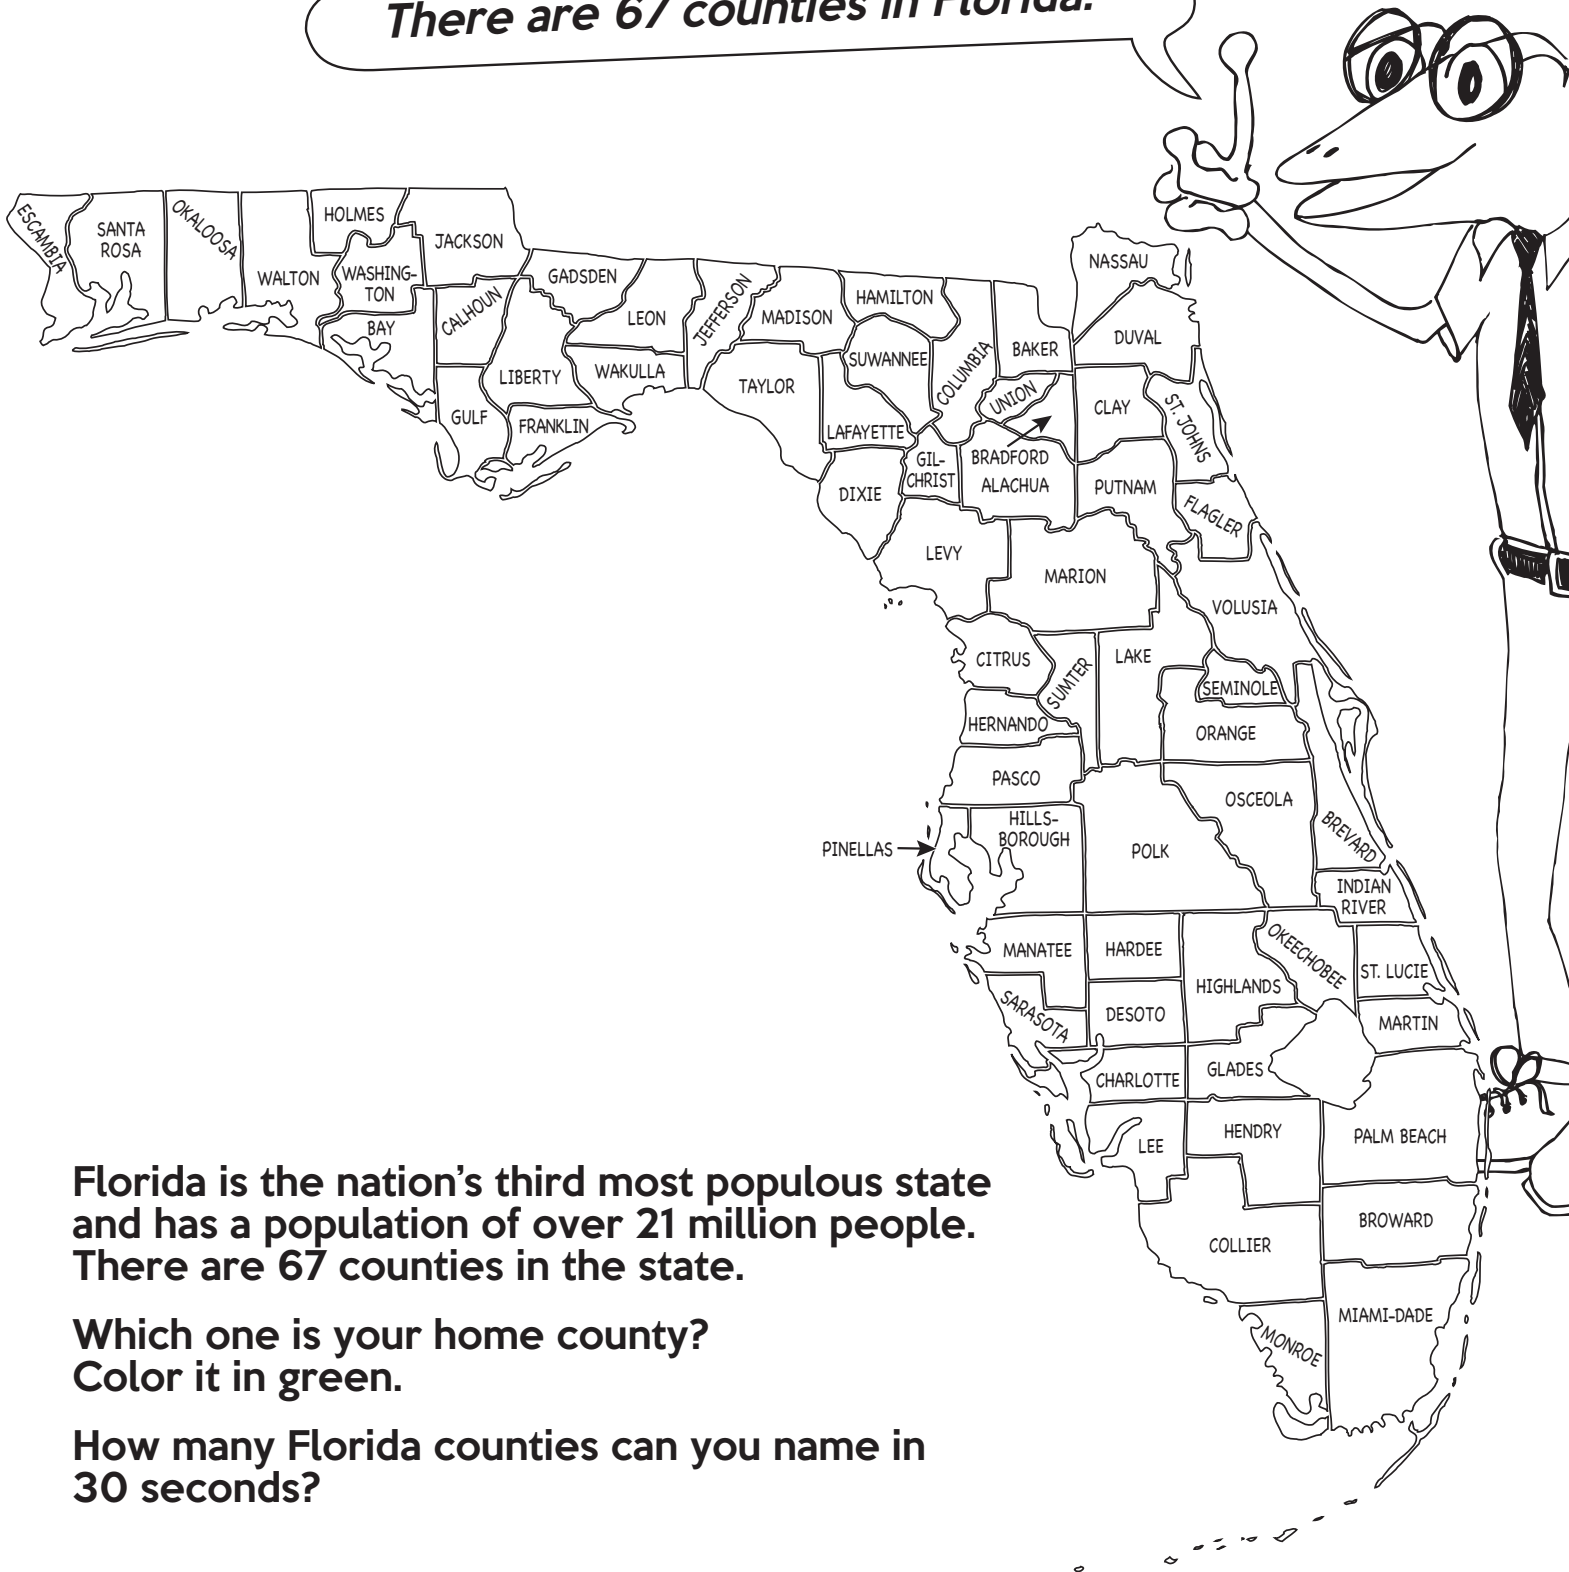 There are 67 counties in Florida.
ESCAMBIA
SANTA
ROSA
OKALOOSA
WALTON
HOLMES
WASHING-
TON
BAY
JACKSON
CALHOUN
GULF
GADSDEN
LIBERTY
FRANKLIN
LEON
WAKULLA
JEFFERSON
MADISON
TAYLOR
HAMILTON
SUWANNEE
LAFAYETTE
DIXIE
COLUMBIA
GIL-
CHRIST
BAKER
UNION
BRADFORD
ALACHUA
NASSAU
DUVAL
CLAY
ST. JOHNS
PUTNAM
FLAGLER
LEVY
MARION
VOLUSIA
CITRUS
SUMTER
LAKE
SEMINOLE
HERNANDO
ORANGE
PASCO
OSCEOLA
BREVARD
PINELLAS
HILLS-
BOROUGH
POLK
INDIAN
RIVER
MANATEE
HARDEE
HIGHLANDS
OKEECHOBEE
ST. LUCIE
SARASOTA
DESOTO
MARTIN
CHARLOTTE
GLADES
LEE
HENDRY
PALM BEACH
COLLIER
BROWARD
MONROE
MIAMI-DADE
Florida is the nation's third most populous state
and has a population of over 21 million people.
There are 67 counties in the state.
Which one is your home county?
Color it in green.
How many Florida counties can you name in
30 seconds?